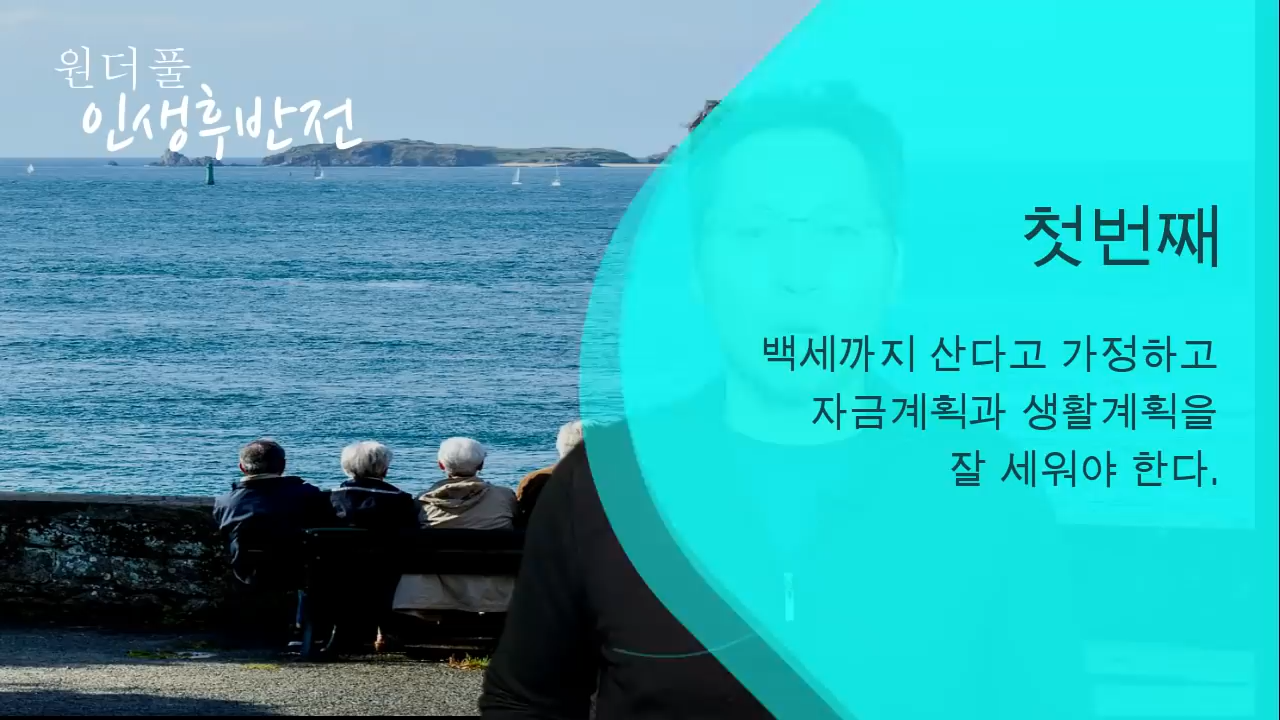 원더풀
인생후반전
첫번째
백세까지 산다고 가정하고
자금계획과 생활계획을
잘 세워야 한다.